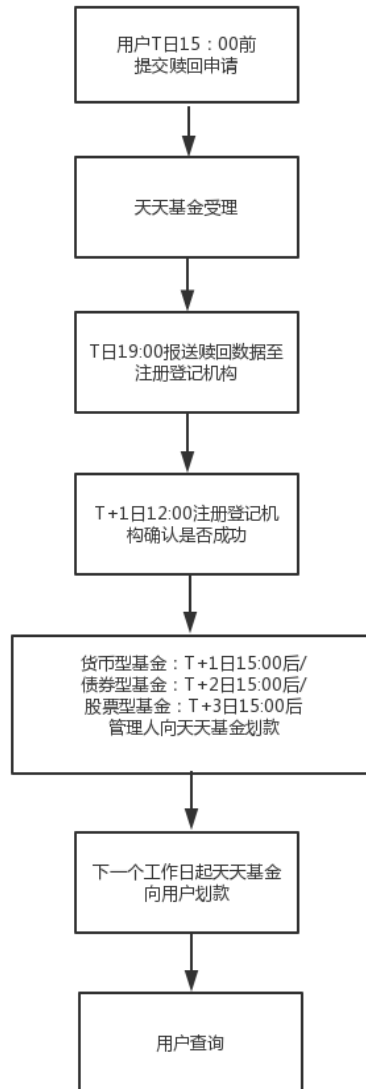 用户T日15：00前
提交赎回申请
天天基金受理
T日19:00报送赎回数据至
注册登记机构
T+1日12:00注册登记机
构确认是否成功
货币型基金：T+1日15:00后/
债券型基金：T+2日15:00后/
股票型基金：T+3日15:00后
管理人向天天基金划款
下一个工作日起天天基金
向用户划款
用户查询